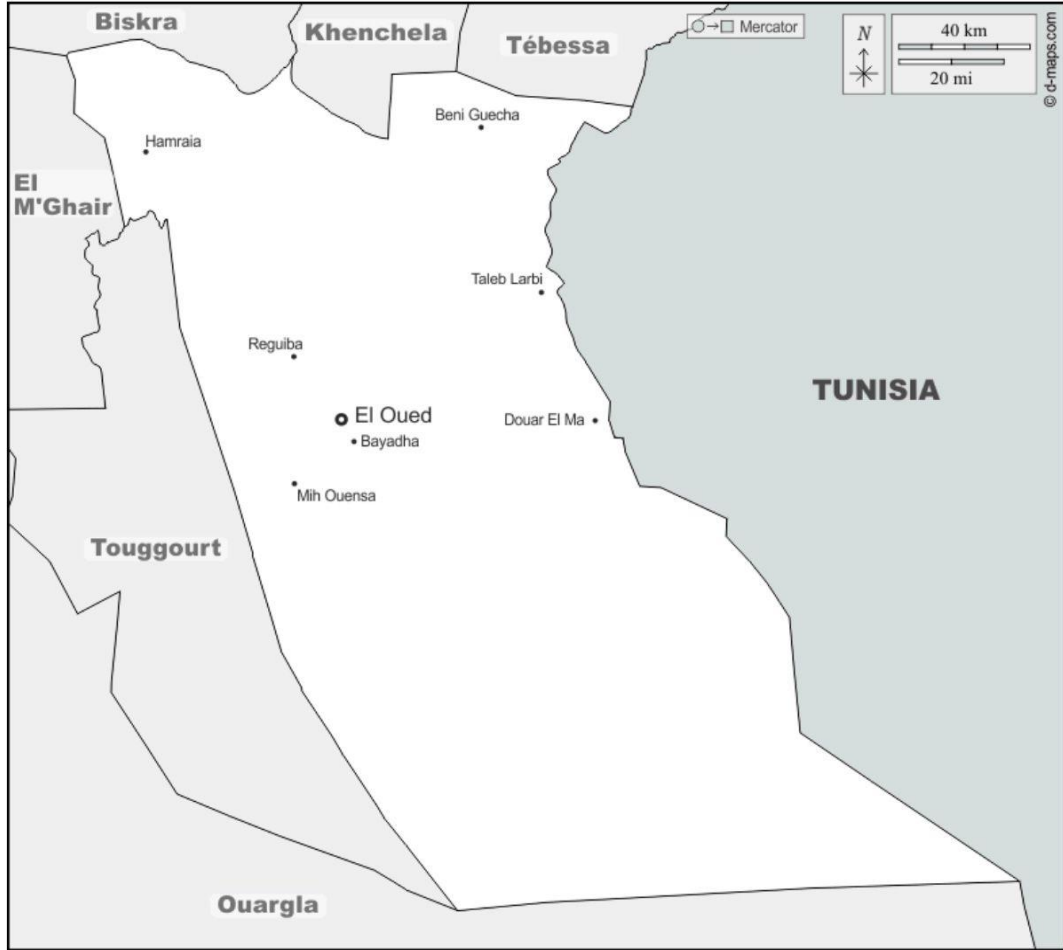 Biskra
Khenchela
Tébessa
Mercator
N
40 km
20 mi
© d-maps.com
Beni Guecha
Hamraia
El
M'Ghair
Taleb Larbi
Reguiba
TUNISIA
El Oued
Douar El Ma
Bayadha
Mih Ouensa
Touggourt
Ouargla